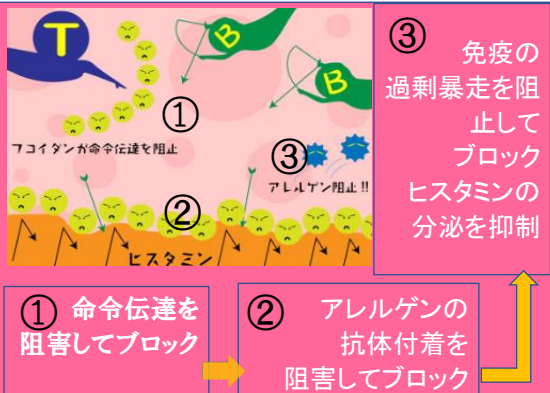 T
B
B
①
フコイダンが命令伝達を阻止
③
アレルゲン阻止!!
②
ヒスタミン
③ 免疫の
過剰暴走を阻
止して
ブロック
ヒスタミンの
分泌を抑制
① 命令伝達を
阻害してブロック
② アレルゲンの
抗体付着を
阻害してブロック